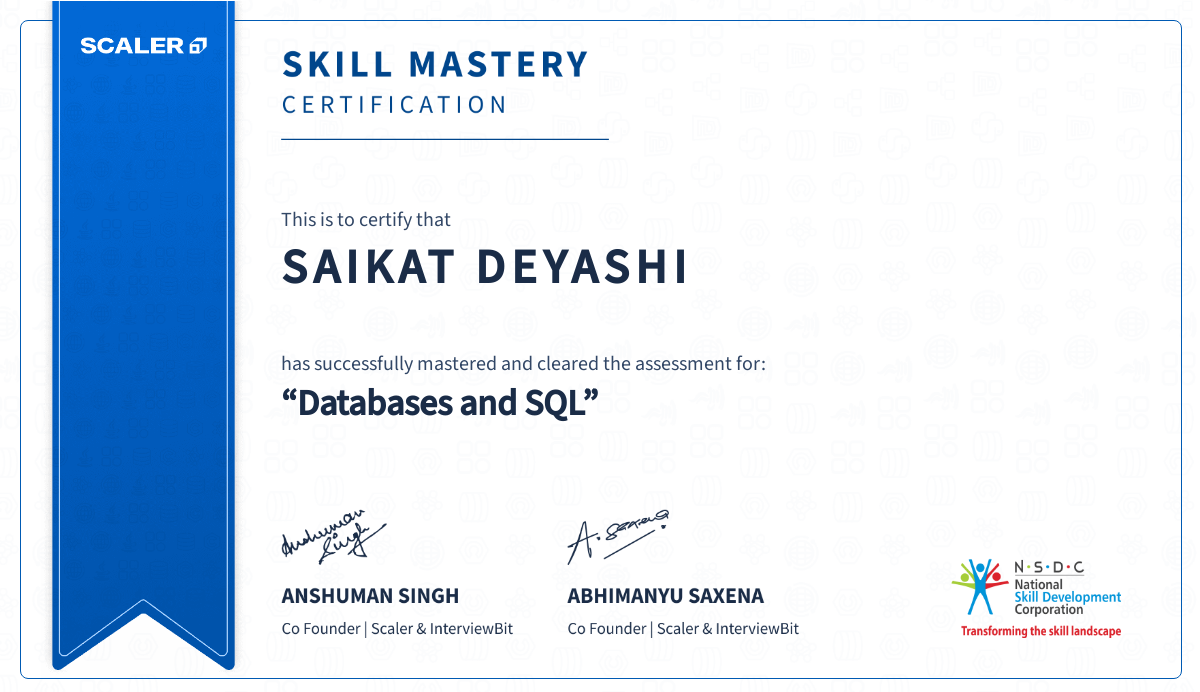 SCALER
SKILL MASTERY
CERTIFICATION
This is to certify that
SAIKAT DEYASHI
has successfully mastered and cleared the assessment for:
“Databases and SQL”
Anshuman Singh
A. Saxena
ANSHUMAN SINGH
Co Founder | Scaler & InterviewBit
ABHIMANYU SAXENA
Co Founder | Scaler & InterviewBit
N·S·D·C
National
Skill Development
Corporation
Transforming the skill landscape